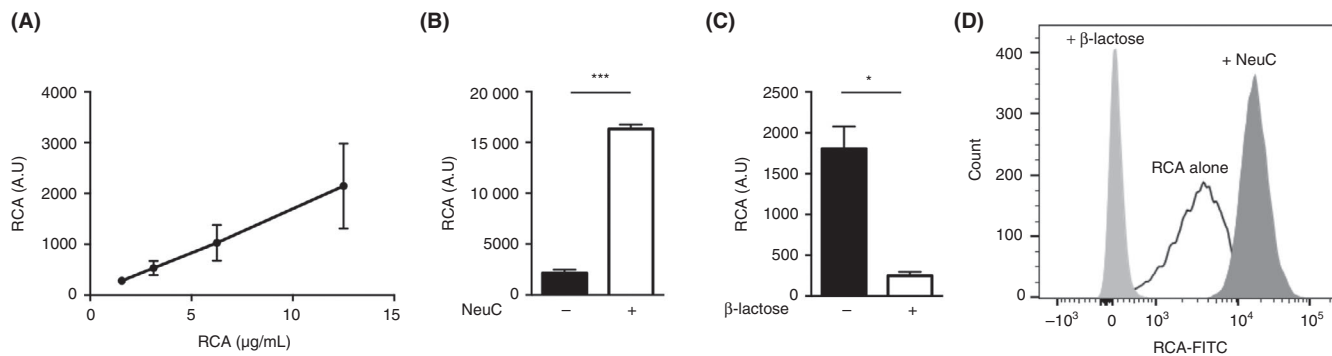 (A)
4000
3000
2000
1000
0
RCA (A.U)
0 5 10 15
RCA (µg/mL)
(B)
***
20 000
15 000
10 000
5000
0
RCA (A.U)
NeuC – +
(C)
*
2500
2000
1500
1000
500
0
RCA (A.U)
β-lactose – +
(D)
+ β-lactose
+ NeuC
RCA alone
400
300
200
100
0
Count
–10³ 0 10³ 10⁴ 10⁵
RCA-FITC